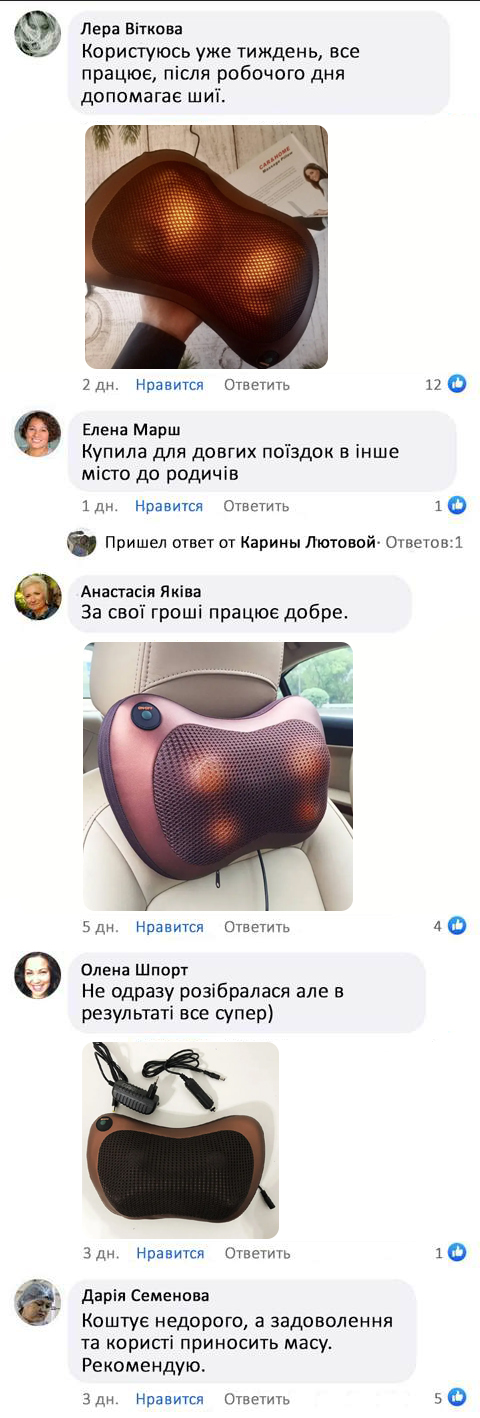 Лера Віткова
Користуюсь уже тиждень, все
працює, після робочого дня
допомагає шиї.
CARAHOME
Massage Pillow
2 дн. Нравится Ответить 12
Елена Марш
Купила для довгих поїздок в інше
місто до родичів
1 дн. Нравится Ответить 1
Пришел ответ от Карины Лютовой· Ответов:1
Анастасія Яківа
За свої гроші працює добре.
5 дн. Нравится Ответить 4
Олена Шпорт
Не одразу розібралася але в
результаті все супер)
3 дн. Нравится Ответить 1
Дарія Семенова
Коштує недорого, а задоволення
та користі приносить масу.
Рекомендую.
3 дн. Нравится Ответить 5